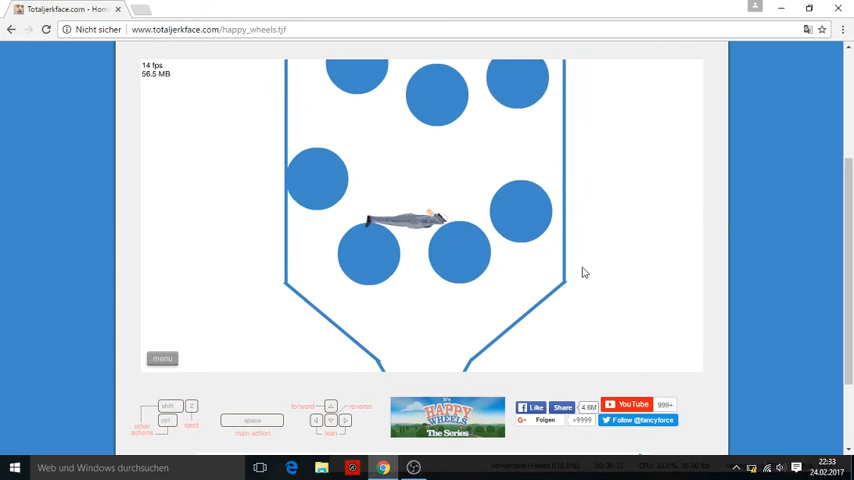 Totaljerkface.com - Hom
Nicht sicher | www.totaljerkface.com/happy_wheels.tjf
14 fps
56.5 MB
menu
shift Z
ctrl
other actions
eject
space
main action
forward
reverse
lean
It's
HAPPY
WHEELS
The Series
Like Share 4.6M
YouTube 999+
G+ Folgen >9999
Follow @fancyforce
Web und Windows durchsuchen
22:33
24.02.2017